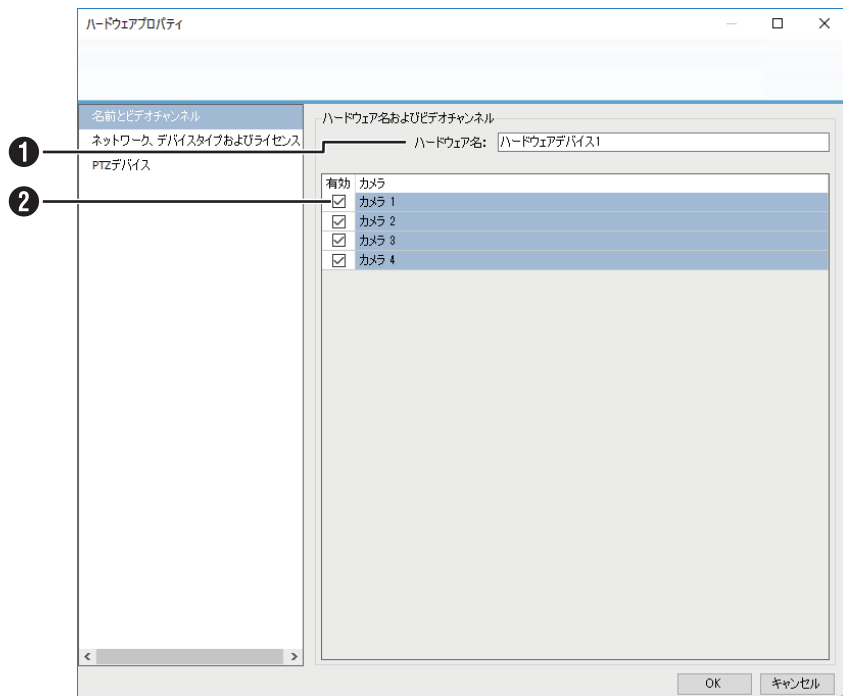 ハードウェアプロパティ
名前とビデオチャンネル
ネットワーク、デバイスタイプおよびライセンス
PTZデバイス
ハードウェア名およびビデオチャンネル
❶
ハードウェア名: ハードウェアデバイス1
有効 カメラ
❷
カメラ 1
カメラ 2
カメラ 3
カメラ 4
OK キャンセル